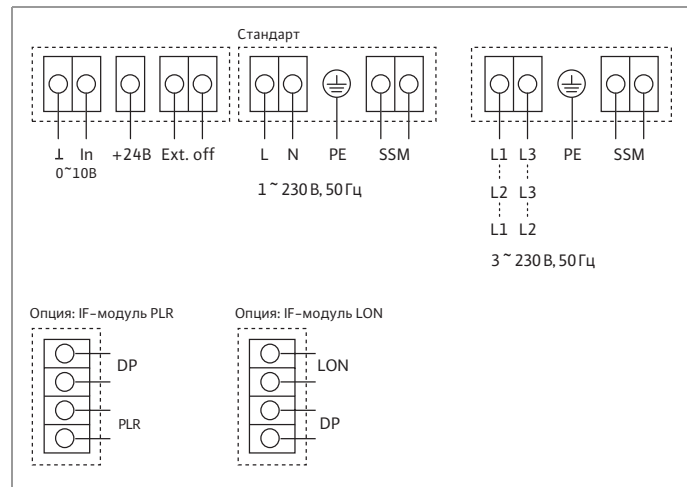 Стандарт
⊥ In +24В Ext. off L N PE SSM L1 L3 PE SSM
0~10В
L2 L3
1 ~ 230 В, 50 Гц
L1 L2
3 ~ 230 В, 50 Гц
Опция: IF-модуль PLR Опция: IF-модуль LON
DP LON
PLR DP